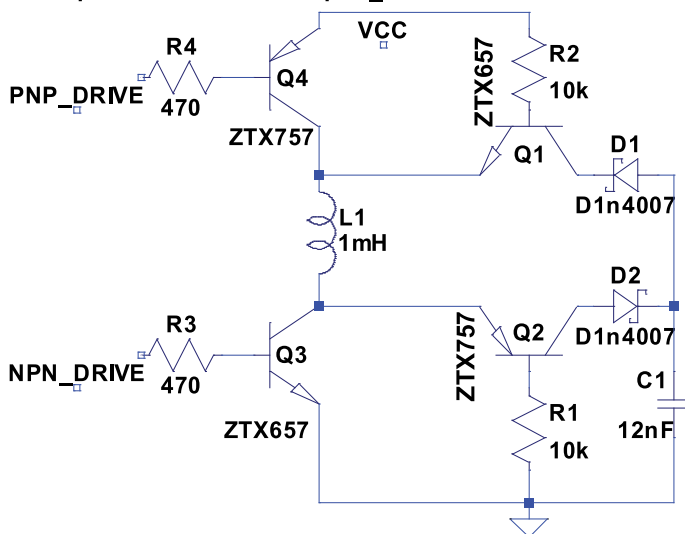 R4
PNP_DRIVE
470
Q4
ZTX757
VCC
ZTX657
R2
10k
Q1
D1
D1n4007
L1
1mH
D2
D1n4007
R3
NPN_DRIVE
470
Q3
ZTX657
ZTX757
Q2
R1
10k
C1
12nF